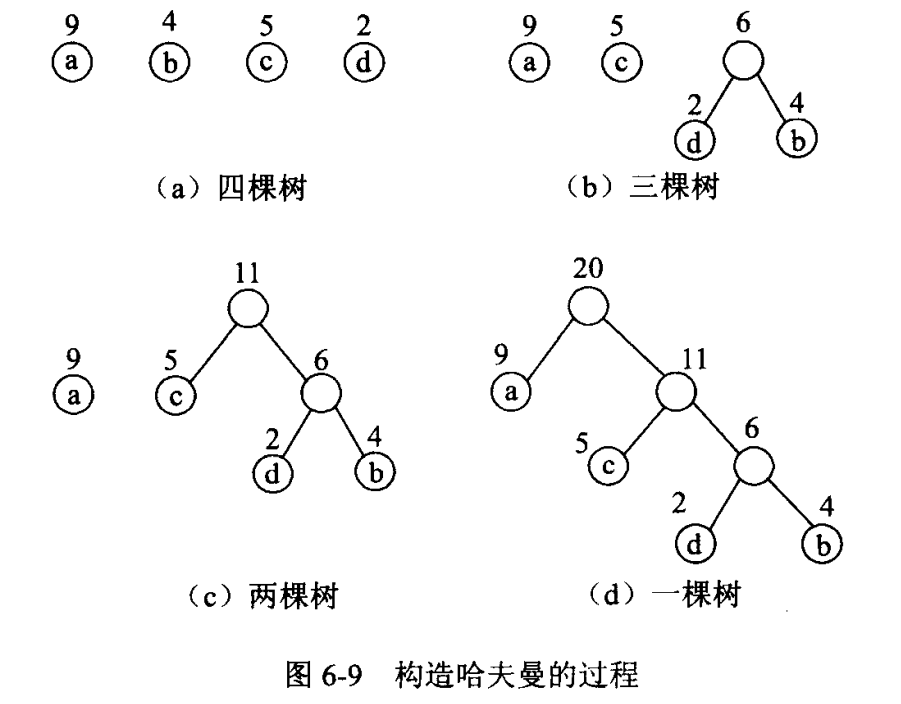 9 4 5 2
a b c d
(a) 四棵树
9 5 6
a c
2 4
d b
(b) 三棵树
11
9 5 6
a c
2 4
d b
(c) 两棵树
20
9 11
a
5 6
c
2 4
d b
(d) 一棵树
图 6-9 构造哈夫曼的过程